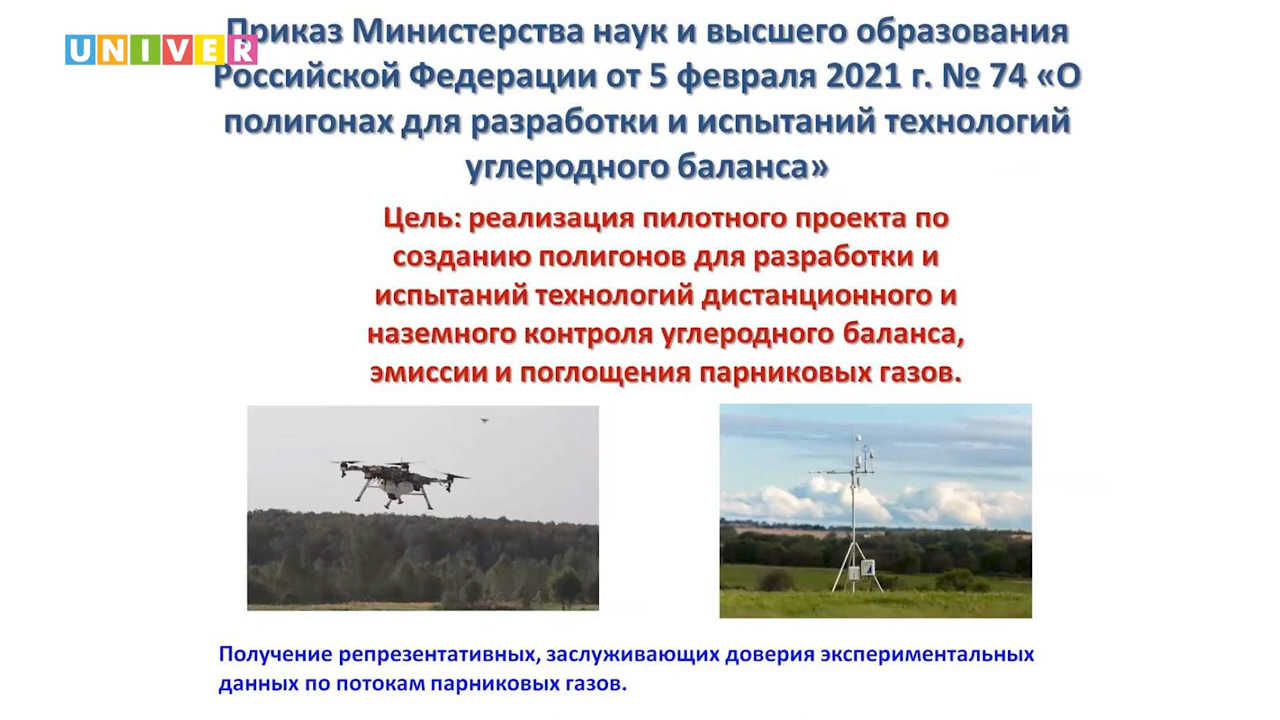 UNIVER
Приказ Министерства наук и высшего образования
Российской Федерации от 5 февраля 2021 г. № 74 «О
полигонах для разработки и испытаний технологий
углеродного баланса»
Цель: реализация пилотного проекта по
созданию полигонов для разработки и
испытаний технологий дистанционного и
наземного контроля углеродного баланса,
эмиссии и поглощения парниковых газов.
Получение репрезентативных, заслуживающих доверия экспериментальных
данных по потокам парниковых газов.